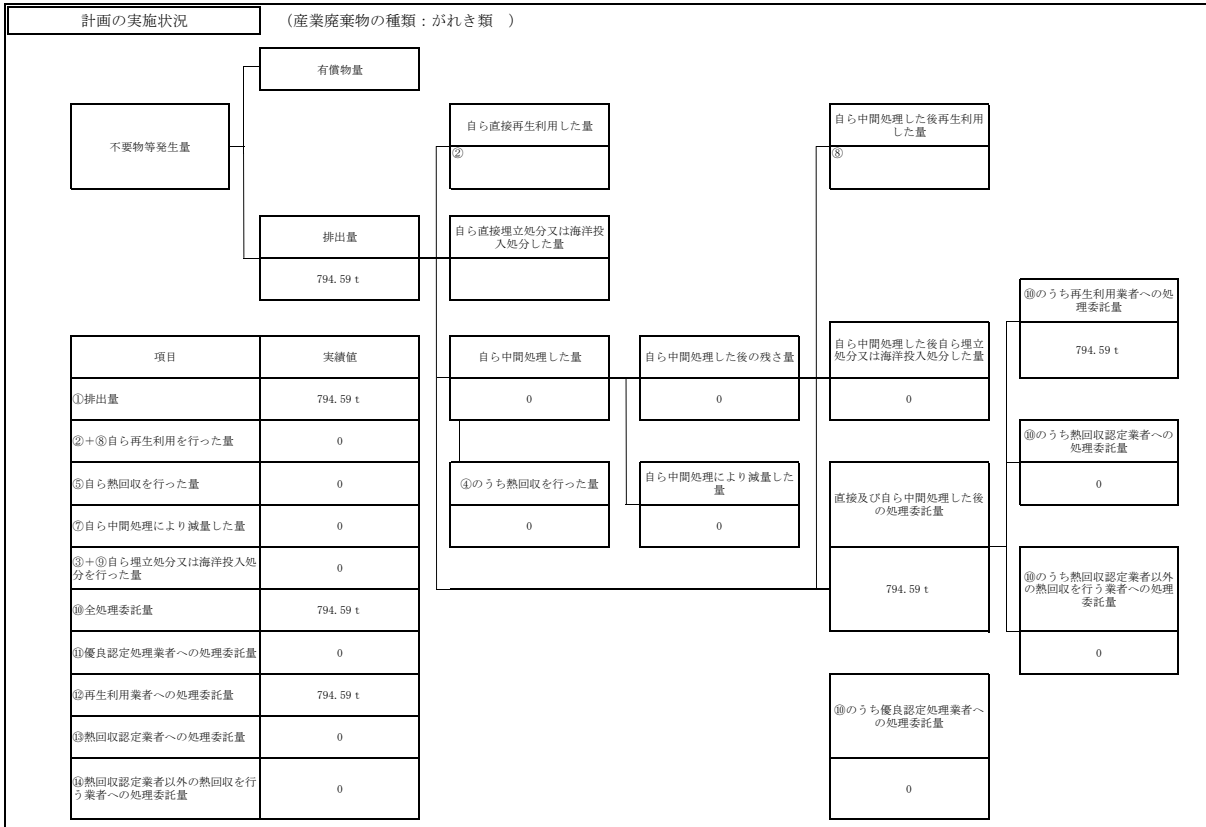 計画の実施状況
（産業廃棄物の種類：がれき類　）
有償物量
不要物等発生量
自ら直接再生利用した量
②
自ら中間処理した後再生利用
した量
⑧
排出量
794.59 t
自ら直接埋立処分又は海洋投
入処分した量
⑩のうち再生利用業者への処
理委託量
794.59 t
項目
実績値
①排出量
794.59 t
②＋⑧自ら再生利用を行った量
0
⑤自ら熱回収を行った量
0
⑦自ら中間処理により減量した量
0
③＋⑨自ら埋立処分又は海洋投入処
分を行った量
0
⑩全処理委託量
794.59 t
⑪優良認定処理業者への処理委託量
0
⑫再生利用業者への処理委託量
794.59 t
⑬熱回収認定業者への処理委託量
0
⑭熱回収認定業者以外の熱回収を行
う業者への処理委託量
0
自ら中間処理した量
0
自ら中間処理した後の残さ量
0
自ら中間処理した後自ら埋立
処分又は海洋投入処分した量
0
④のうち熱回収を行った量
0
自ら中間処理により減量した
量
0
直接及び自ら中間処理した後
の処理委託量
794.59 t
⑩のうち熱回収認定業者への
処理委託量
0
⑩のうち熱回収認定業者以外
の熱回収を行う業者への処理
委託量
0
⑩のうち優良認定処理業者へ
の処理委託量
0